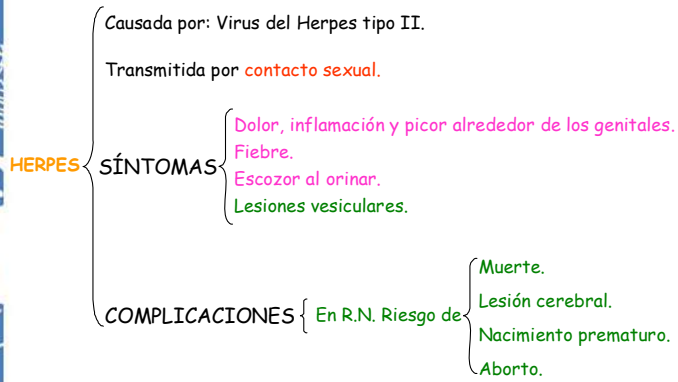 Causada por: Virus del Herpes tipo II.
Transmitida por contacto sexual.
HERPES
SÍNTOMAS
Dolor, inflamación y picor alrededor de los genitales.
Fiebre.
Escozor al orinar.
Lesiones vesiculares.
COMPLICACIONES
En R.N. Riesgo de
Muerte.
Lesión cerebral.
Nacimiento prematuro.
Aborto.